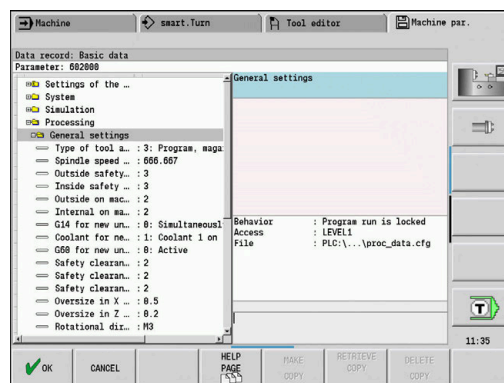 Machine
smart.Turn
Tool editor
Machine par.
Data record: Basic data
Parameter: 602000
Settings of the …
System
Simulation
Processing
General settings
Type of tool a… : 3: Program, maga
Spindle speed … : 666.667
Outside safety… : 3
Inside safety … : 3
Outside on mac… : 2
Internal on ma… : 2
G14 for new un… : 0: Simultaneousl
Coolant for ne… : 1: Coolant 1 on
G60 for new un… : 0: Active
Safety clearan… : 2
Safety clearan… : 2
Safety clearan… : 2
Oversize in X … : 0.5
Oversize in Z … : 0.2
Rotational dir… : M3
General settings
Behavior : Program run is locked
Access : LEVEL1
File : PLC:\...\proc_data.cfg
T
11:35
OK
CANCEL
HELP PAGE
MAKE COPY
RETRIEVE COPY
DELETE COPY